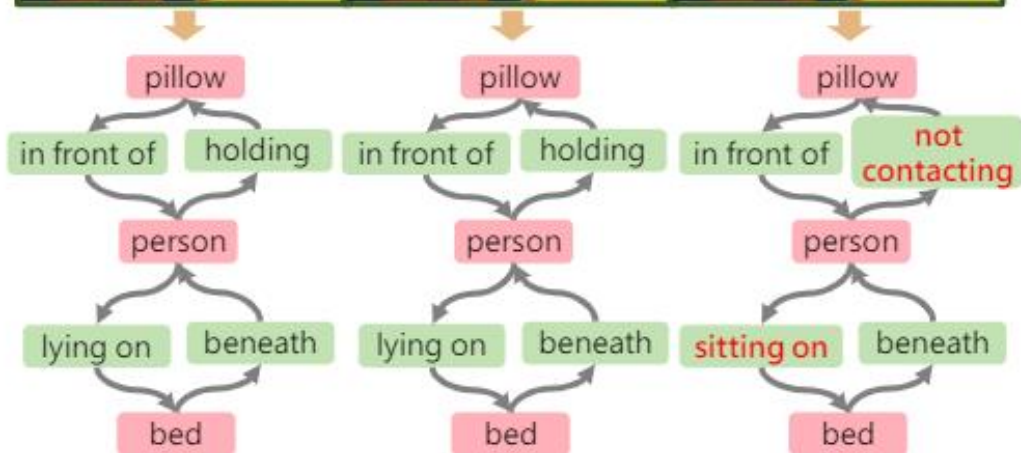 pillow
pillow
pillow
in front of
holding
in front of
holding
in front of
not
contacting
person
person
person
lying on
beneath
lying on
beneath
sitting on
beneath
bed
bed
bed